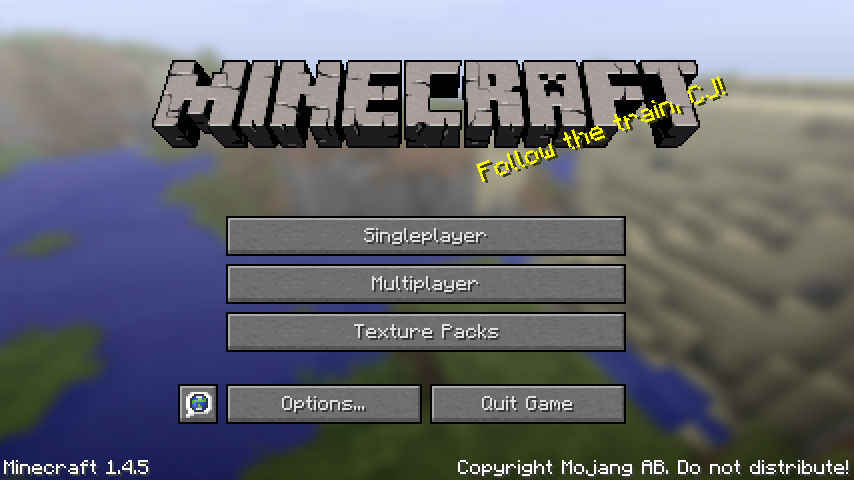 MINECRAFT
Follow the train, CJ!
Singleplayer
Multiplayer
Texture Packs
Options...
Quit Game
Minecraft 1.4.5
Copyright Mojang AB. Do not distribute!